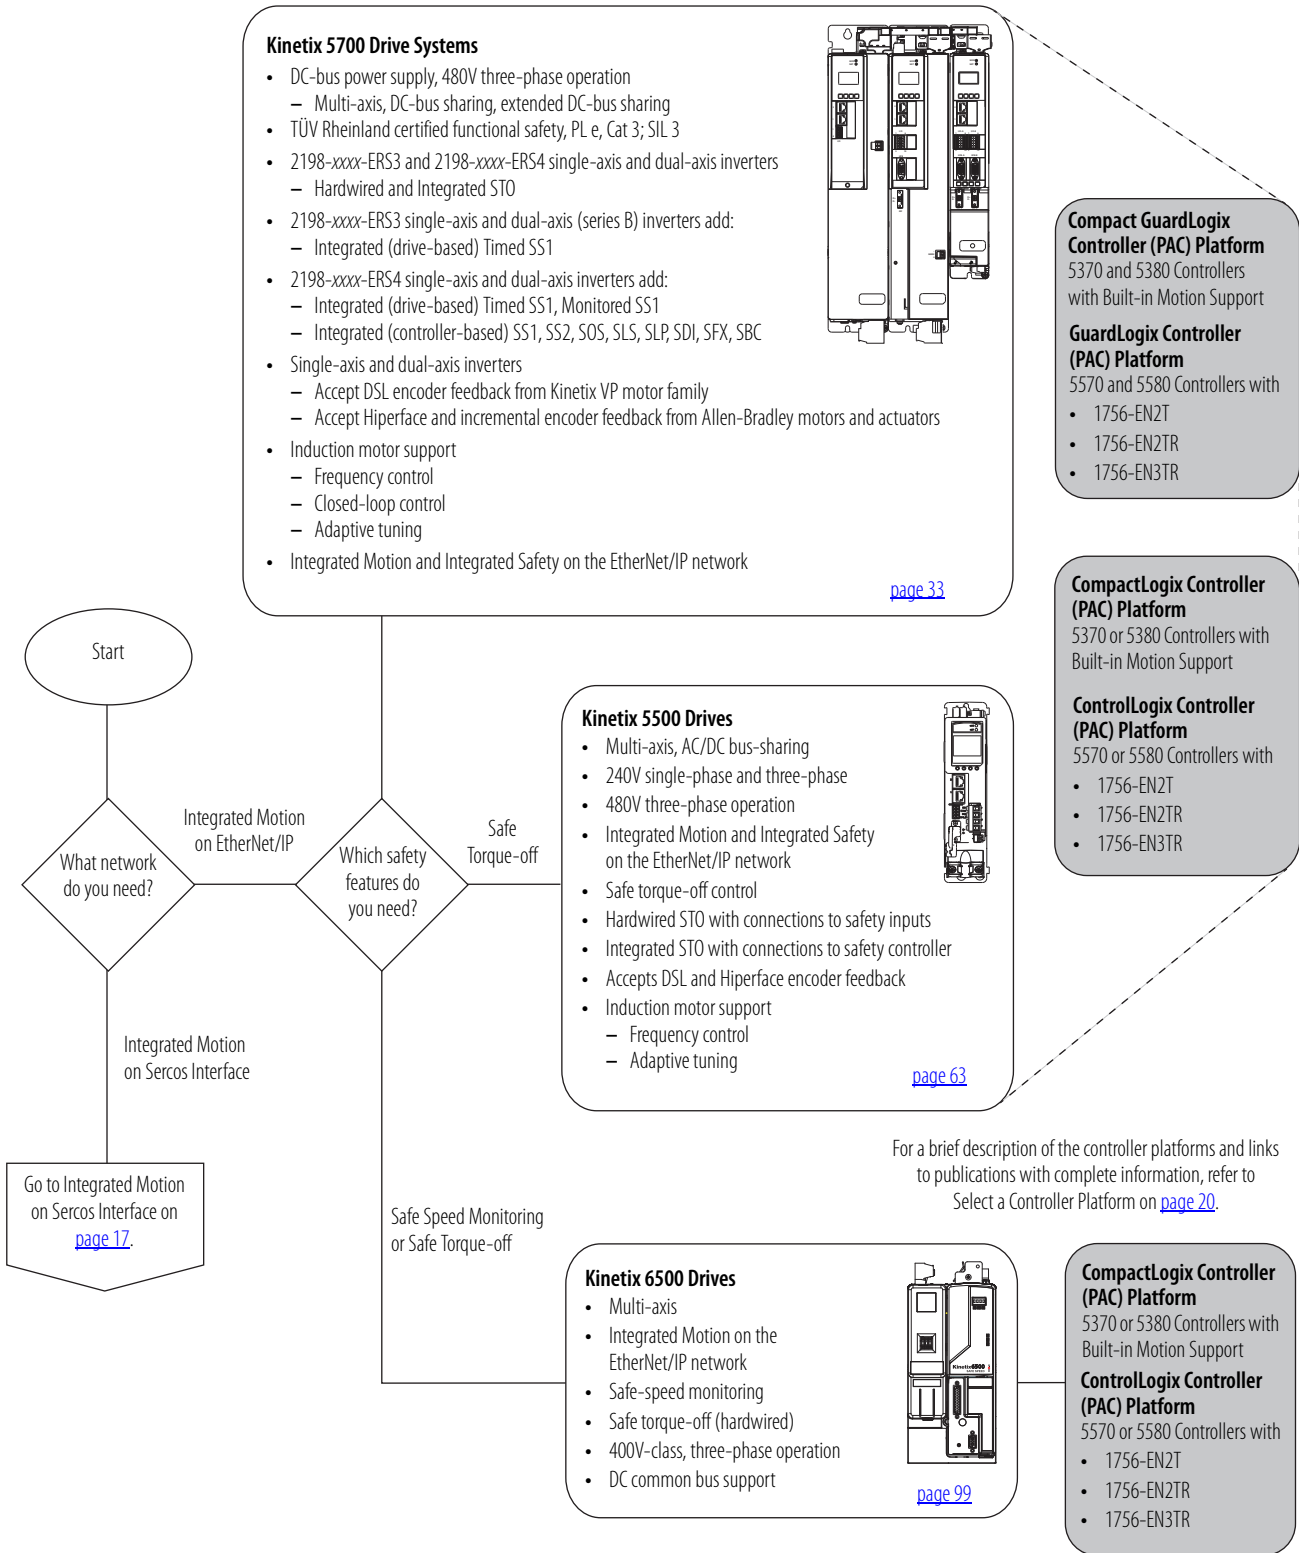 Kinetix 5700 Drive Systems
• DC-bus power supply, 480V three-phase operation
– Multi-axis, DC-bus sharing, extended DC-bus sharing
• TÜV Rheinland certified functional safety, PL e, Cat 3; SIL 3
• 2198-xxxx-ERS3 and 2198-xxxx-ERS4 single-axis and dual-axis inverters
– Hardwired and Integrated STO
• 2198-xxxx-ERS3 single-axis and dual-axis (series B) inverters add:
– Integrated (drive-based) Timed SS1
• 2198-xxxx-ERS4 single-axis and dual-axis inverters add:
– Integrated (drive-based) Timed SS1, Monitored SS1
– Integrated (controller-based) SS1, SS2, SOS, SLS, SLP, SDI, SFX, SBC
• Single-axis and dual-axis inverters
– Accept DSL encoder feedback from Kinetix VP motor family
– Accept Hiperface and incremental encoder feedback from Allen-Bradley motors and actuators
• Induction motor support
– Frequency control
– Closed-loop control
– Adaptive tuning
• Integrated Motion and Integrated Safety on the EtherNet/IP network
page 33
Compact GuardLogix
Controller (PAC) Platform
5370 and 5380 Controllers
with Built-in Motion Support
GuardLogix Controller
(PAC) Platform
5570 and 5580 Controllers with
• 1756-EN2T
• 1756-EN2TR
• 1756-EN3TR
CompactLogix Controller
(PAC) Platform
5370 or 5380 Controllers with
Built-in Motion Support
ControlLogix Controller
(PAC) Platform
5570 or 5580 Controllers with
• 1756-EN2T
• 1756-EN2TR
• 1756-EN3TR
Start
What network
do you need?
Integrated Motion
on EtherNet/IP
Which safety
features do
you need?
Safe
Torque-off
Kinetix 5500 Drives
• Multi-axis, AC/DC bus-sharing
• 240V single-phase and three-phase
• 480V three-phase operation
• Integrated Motion and Integrated Safety
on the EtherNet/IP network
• Safe torque-off control
• Hardwired STO with connections to safety inputs
• Integrated STO with connections to safety controller
• Accepts DSL and Hiperface encoder feedback
• Induction motor support
– Frequency control
– Adaptive tuning
page 63
Integrated Motion
on Sercos Interface
Go to Integrated Motion
on Sercos Interface on
page 17.
For a brief description of the controller platforms and links
to publications with complete information, refer to
Select a Controller Platform on page 20.
Safe Speed Monitoring
or Safe Torque-off
Kinetix 6500 Drives
• Multi-axis
• Integrated Motion on the
EtherNet/IP network
• Safe-speed monitoring
• Safe torque-off (hardwired)
• 400V-class, three-phase operation
• DC common bus support
Kinetix6500
page 99
CompactLogix Controller
(PAC) Platform
5370 or 5380 Controllers with
Built-in Motion Support
ControlLogix Controller
(PAC) Platform
5570 or 5580 Controllers with
• 1756-EN2T
• 1756-EN2TR
• 1756-EN3TR